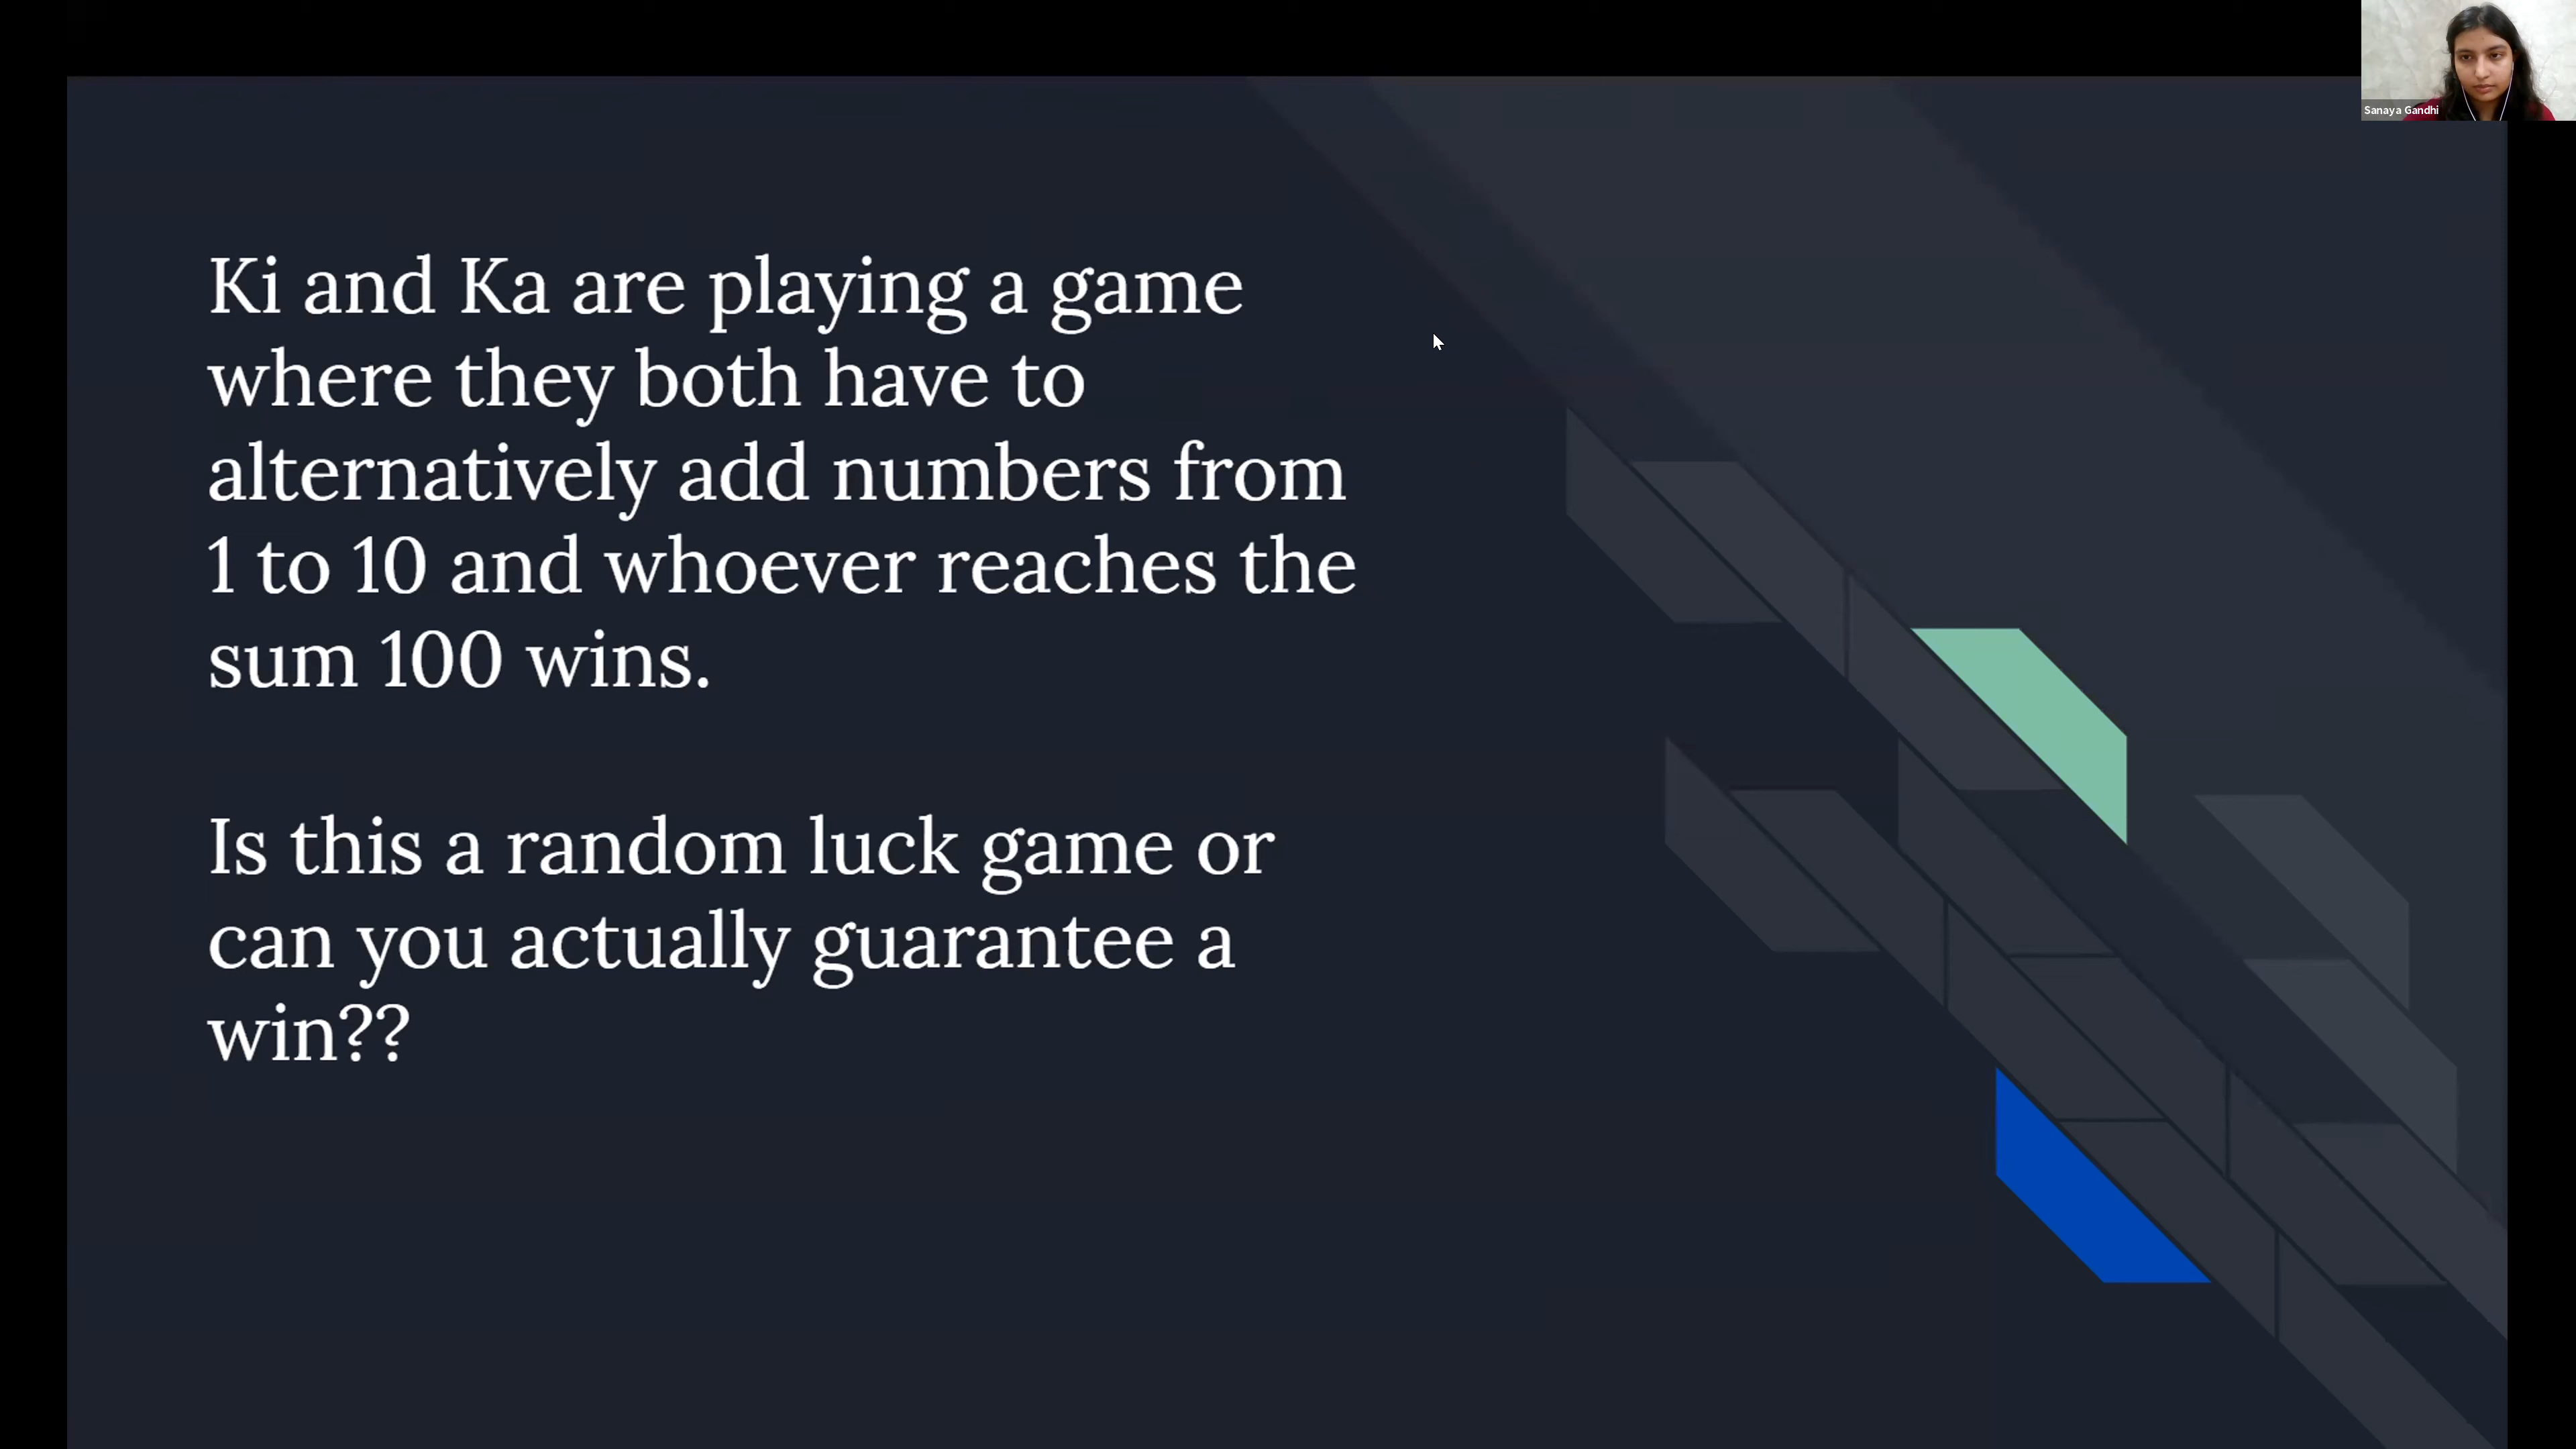 Sanaya Gandhi
Ki and Ka are playing a game
where they both have to
alternatively add numbers from
1 to 10 and whoever reaches the
sum 100 wins.
Is this a random luck game or
can you actually guarantee a
win??